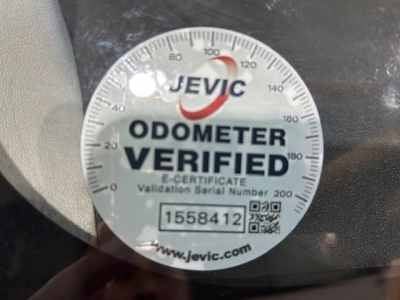 80 100 120
60 140
40 160
20 180
0 200
JEVIC
ODOMETER
VERIFIED
E-CERTIFICATE
Validation Serial Number
1558412
www.jevic.com